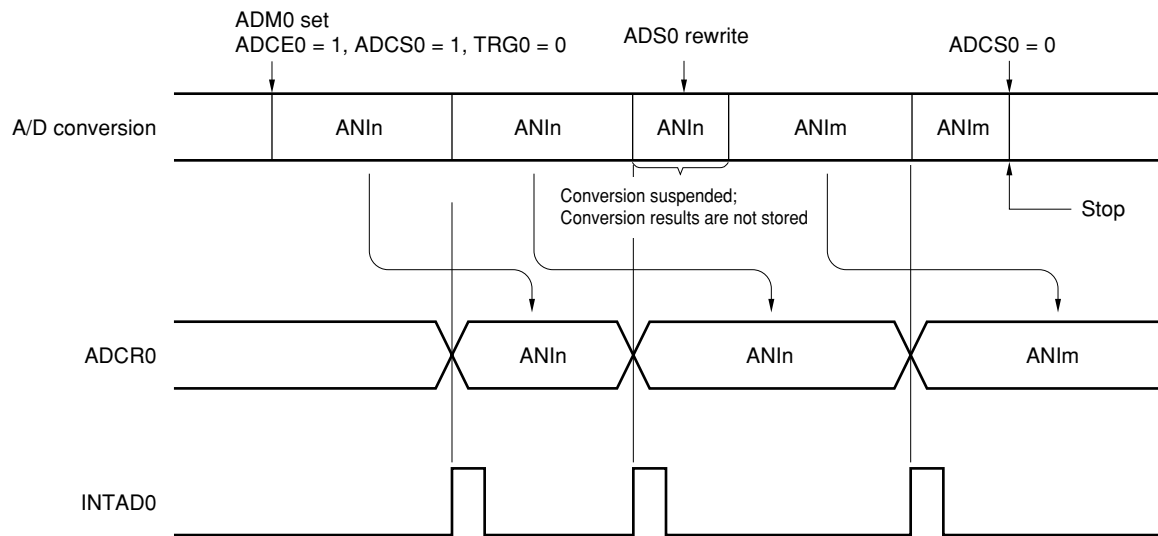 ADM0 set
ADCE0 = 1, ADCS0 = 1, TRG0 = 0
ADS0 rewrite
ADCS0 = 0
A/D conversion
ANIn
ANIn
ANIn
ANIm
ANIm
Conversion suspended;
Conversion results are not stored
Stop
ADCR0
ANIn
ANIn
ANIm
INTAD0